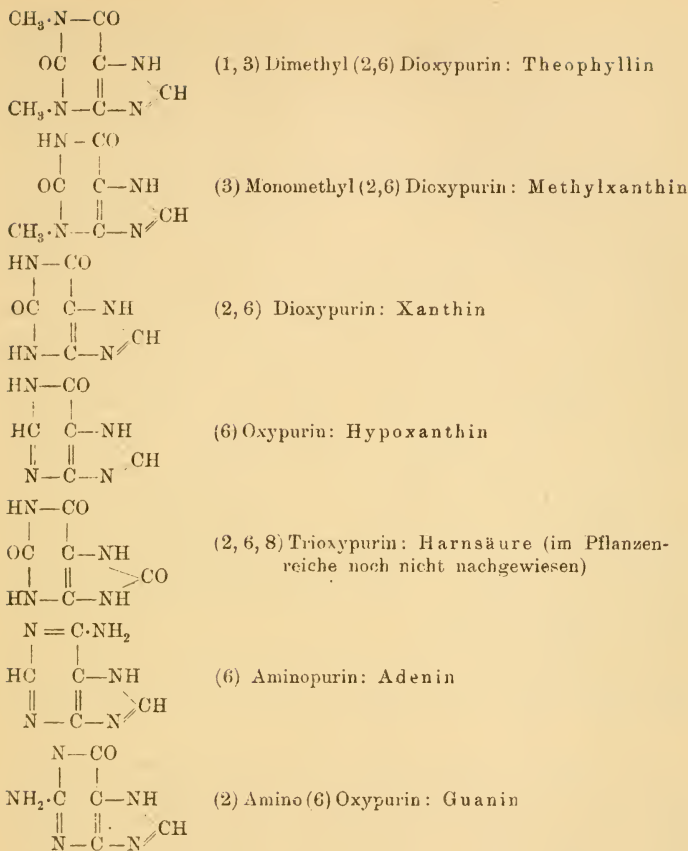 CH₃·N—CO
OC C—NH (1, 3) Dimethyl (2,6) Dioxypurin: Theophyllin
CH
CH₃·N—C—N
HN – CO
OC C—NH (3) Monomethyl (2,6) Dioxypurin: Methylxanthin
CH
CH₃·N—C—N
HN—CO
OC C—NH (2, 6) Dioxypurin: Xanthin
CH
HN—C—N
HN—CO
HC C—NH (6) Oxypurin: Hypoxanthin
CH
N—C—N
HN—CO
OC C—NH (2, 6, 8) Trioxypurin: Harnsäure (im Pflanzen-
CO reiche noch nicht nachgewiesen)
HN—C—NH
N = C·NH₂
HC C—NH (6) Aminopurin: Adenin
CH
N—C—N
N—CO
NH₂·C C—NH (2) Amino (6) Oxypurin: Guanin
CH
N—C—N